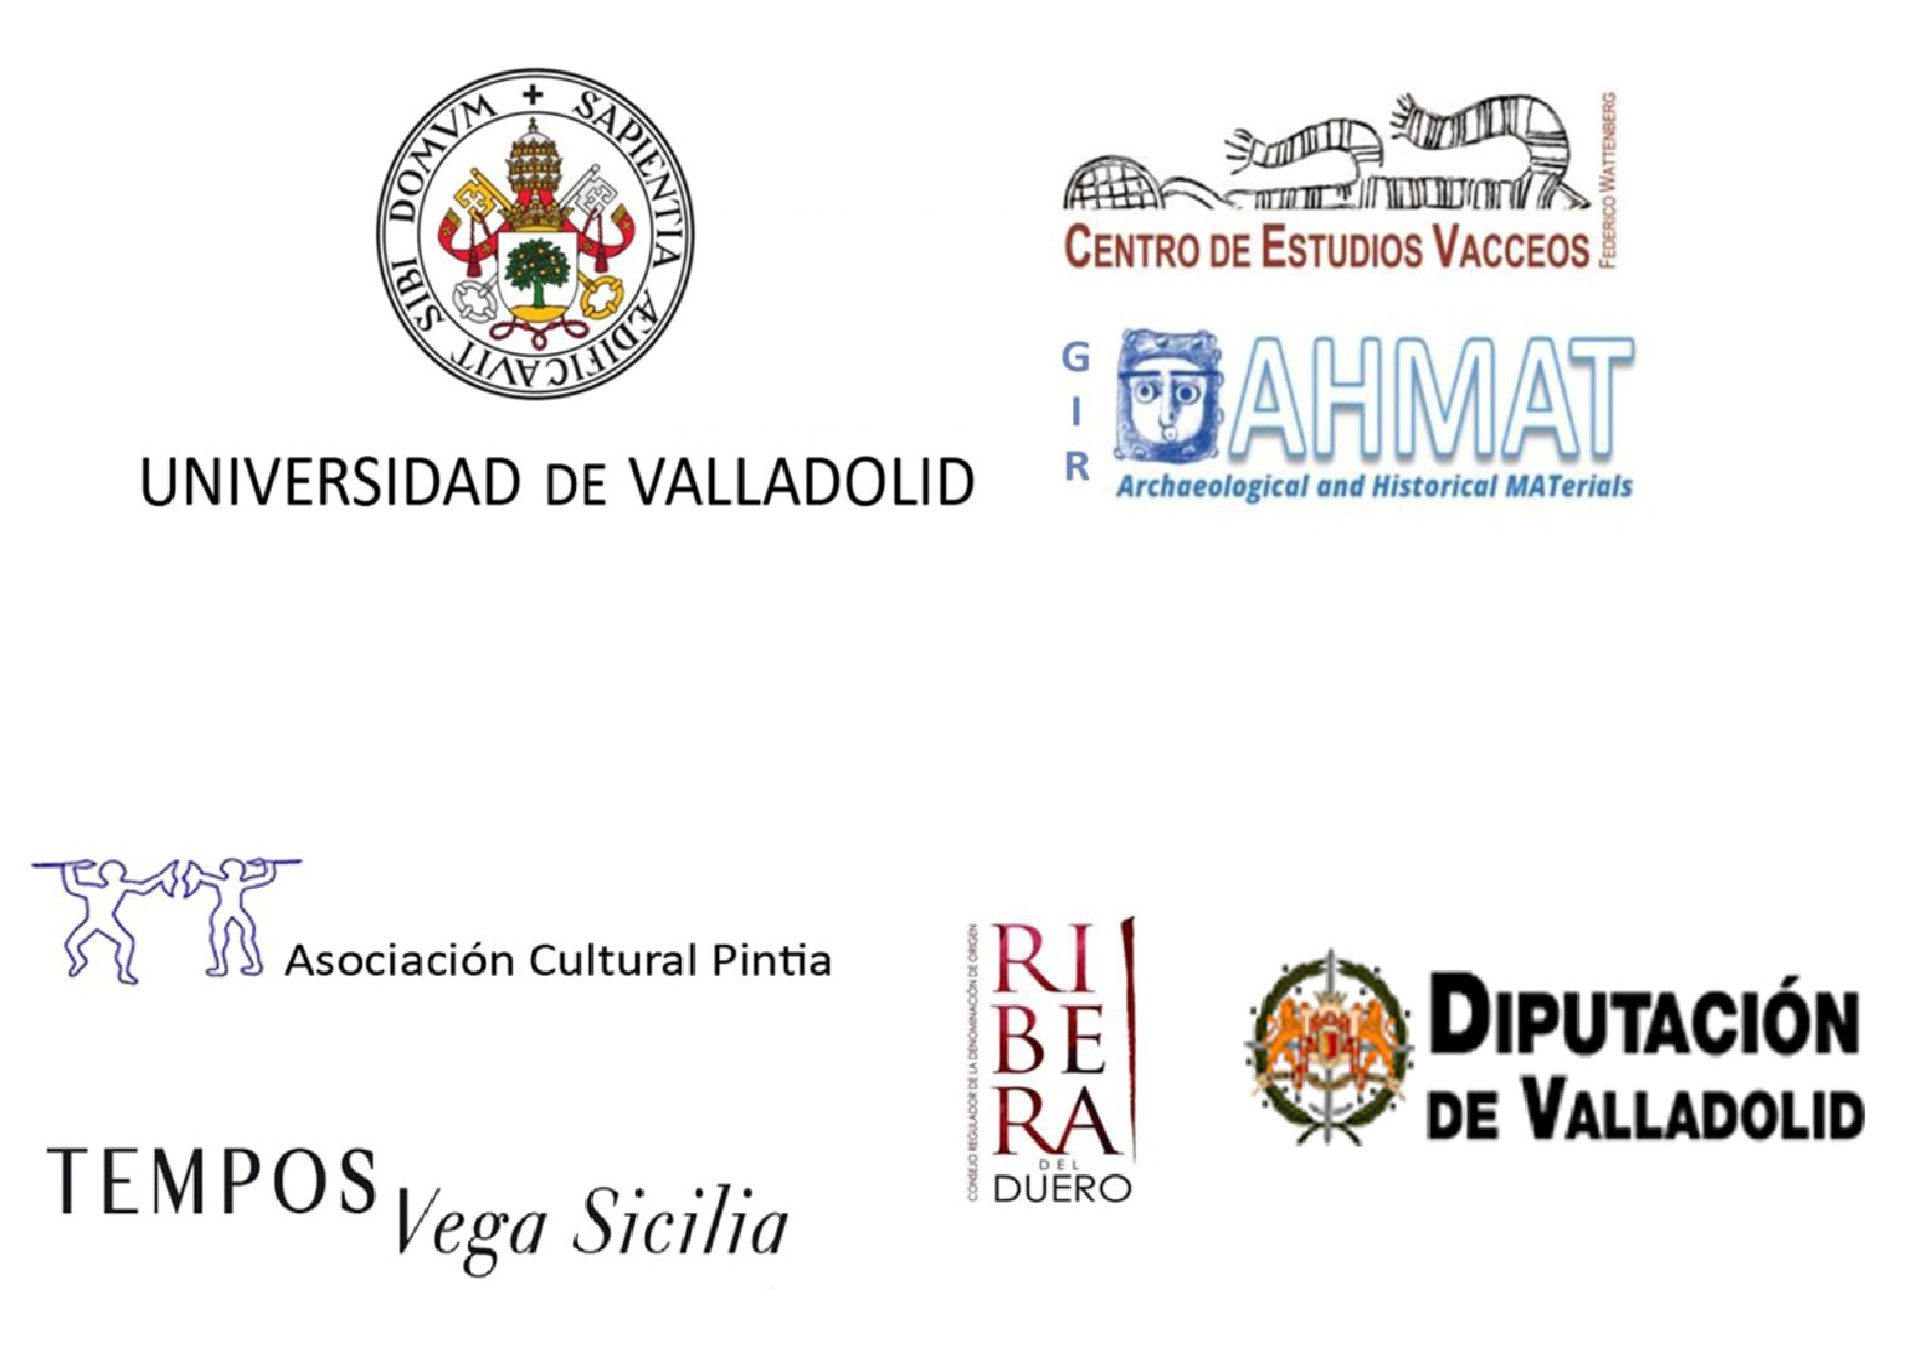 SIBI DOMVM + SAPIENTIA ÆDIFICAVIT
UNIVERSIDAD DE VALLADOLID
CENTRO DE ESTUDIOS VACCEOS
FEDERICO WATTENBERG
GIR
AHMAT
Archaeological and Historical MATerials
Asociación Cultural Pintia
TEMPOS Vega Sicilia
CONSEJO REGULADOR DE LA DENOMINACIÓN DE ORIGEN
RI
BE
RA
DEL
DUERO
DIPUTACIÓN
DE VALLADOLID